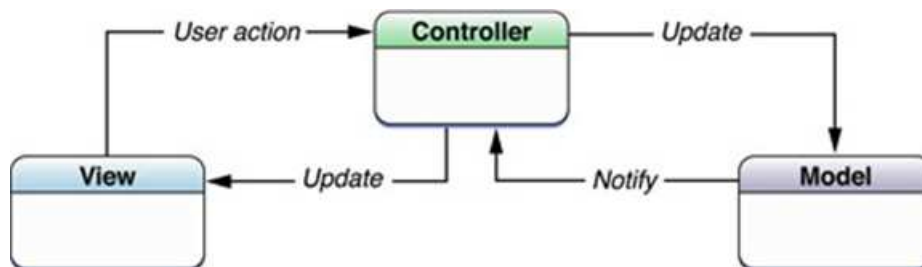 User action
Controller
Update
View
Update
Notify
Model